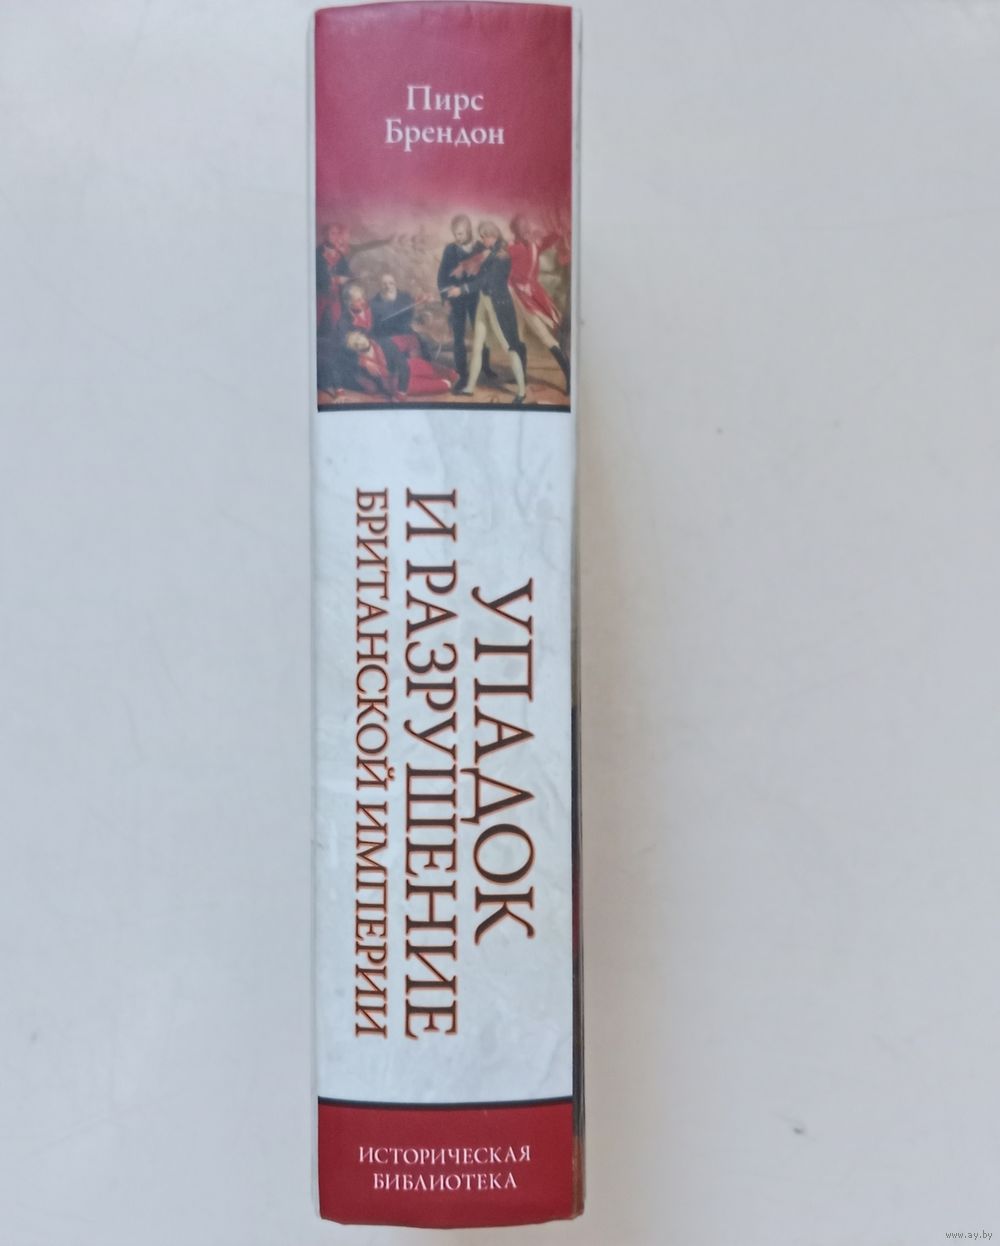 Пирс
Брендон
УПАДОК
И РАЗРУШЕНИЕ
БРИТАНСКОЙ ИМПЕРИИ
ИСТОРИЧЕСКАЯ
БИБЛИОТЕКА
www.ay.by